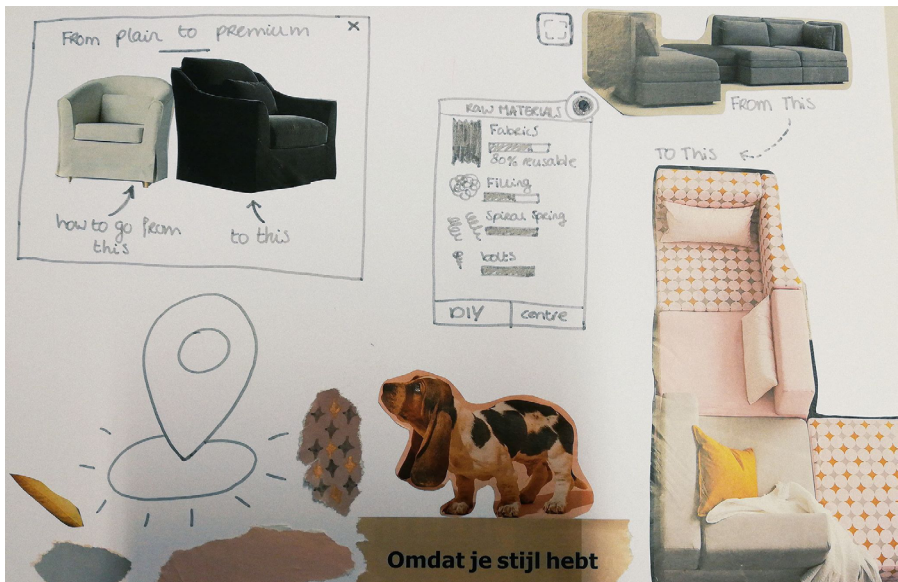 From plain to premium
x
how to go from
this
to this
RAW MATERIALS
Fabrics
80% reusable
Filling
Spiral Spring
bolts
DIY
centre
FROM This
TO This
Omdat je stijl hebt